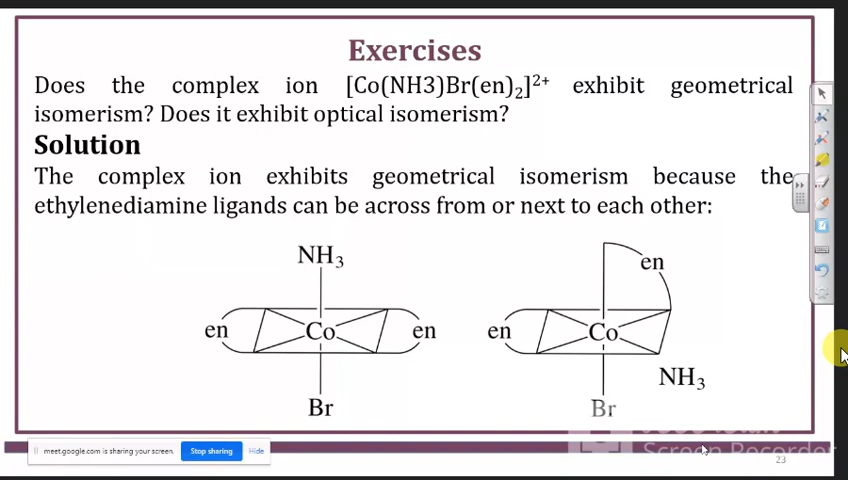 Exercises
Does the complex ion [Co(NH3)Br(en)₂]²⁺ exhibit geometrical
isomerism? Does it exhibit optical isomerism?
Solution
The complex ion exhibits geometrical isomerism because the
ethylenediamine ligands can be across from or next to each other:
NH₃
en
en
Co
en
en
Co
NH₃
Br
Br
Screen Recorder
meet.google.com is sharing your screen.
Stop sharing
Hide
23